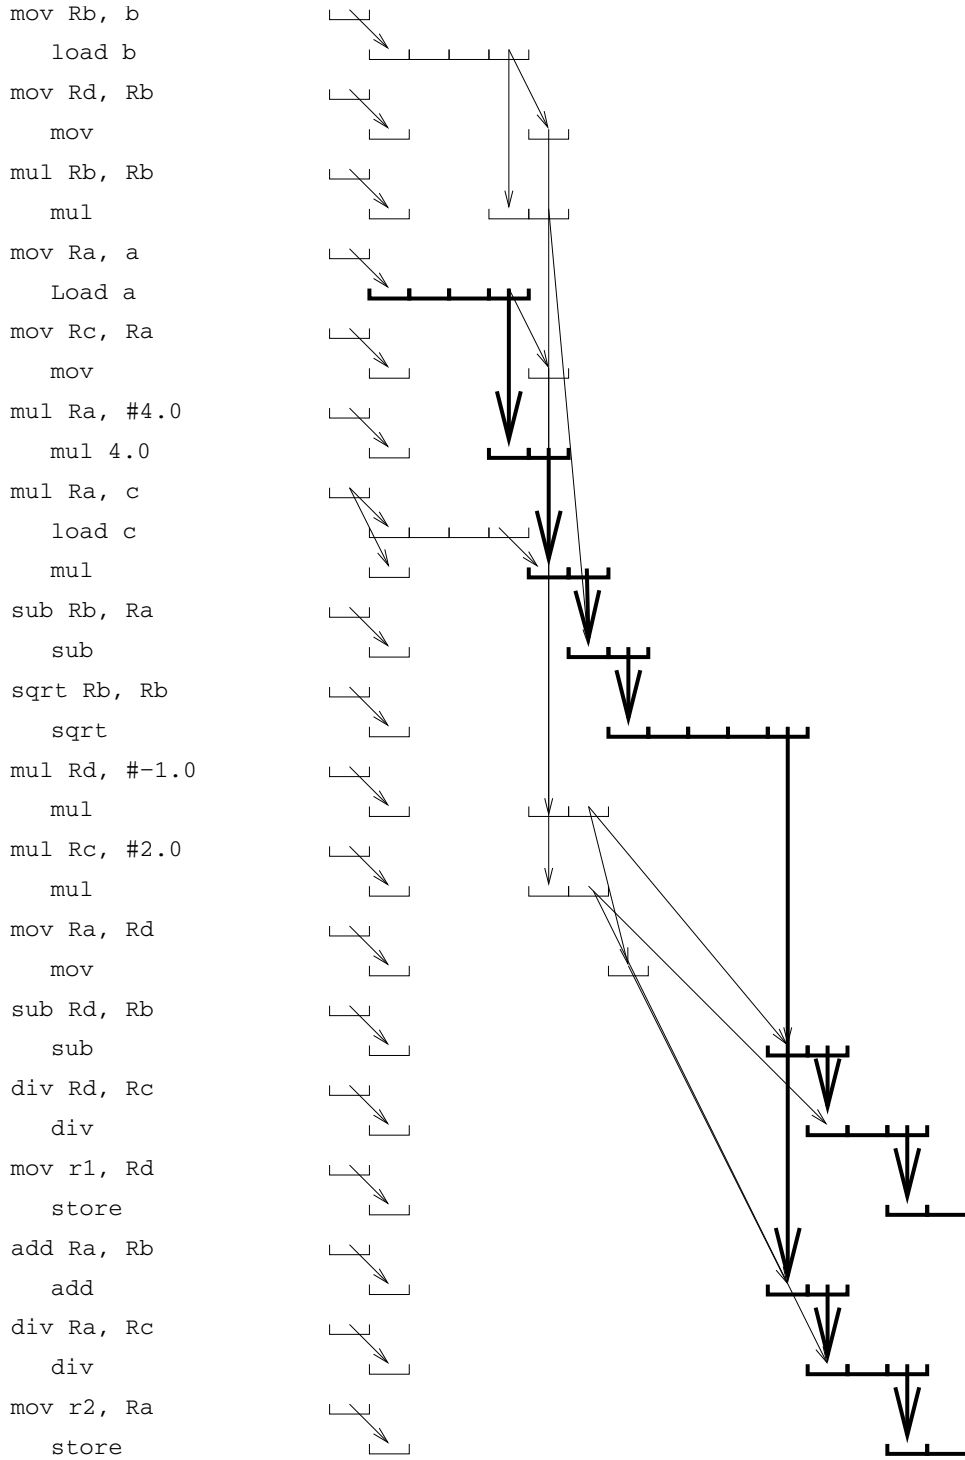 mov Rb, b
load b
mov Rd, Rb
mov
mul Rb, Rb
mul
mov Ra, a
Load a
mov Rc, Ra
mov
mul Ra, #4.0
mul 4.0
mul Ra, c
load c
mul
sub Rb, Ra
sub
sqrt Rb, Rb
sqrt
mul Rd, #-1.0
mul
mul Rc, #2.0
mul
mov Ra, Rd
mov
sub Rd, Rb
sub
div Rd, Rc
div
mov r1, Rd
store
add Ra, Rb
add
div Ra, Rc
div
mov r2, Ra
store